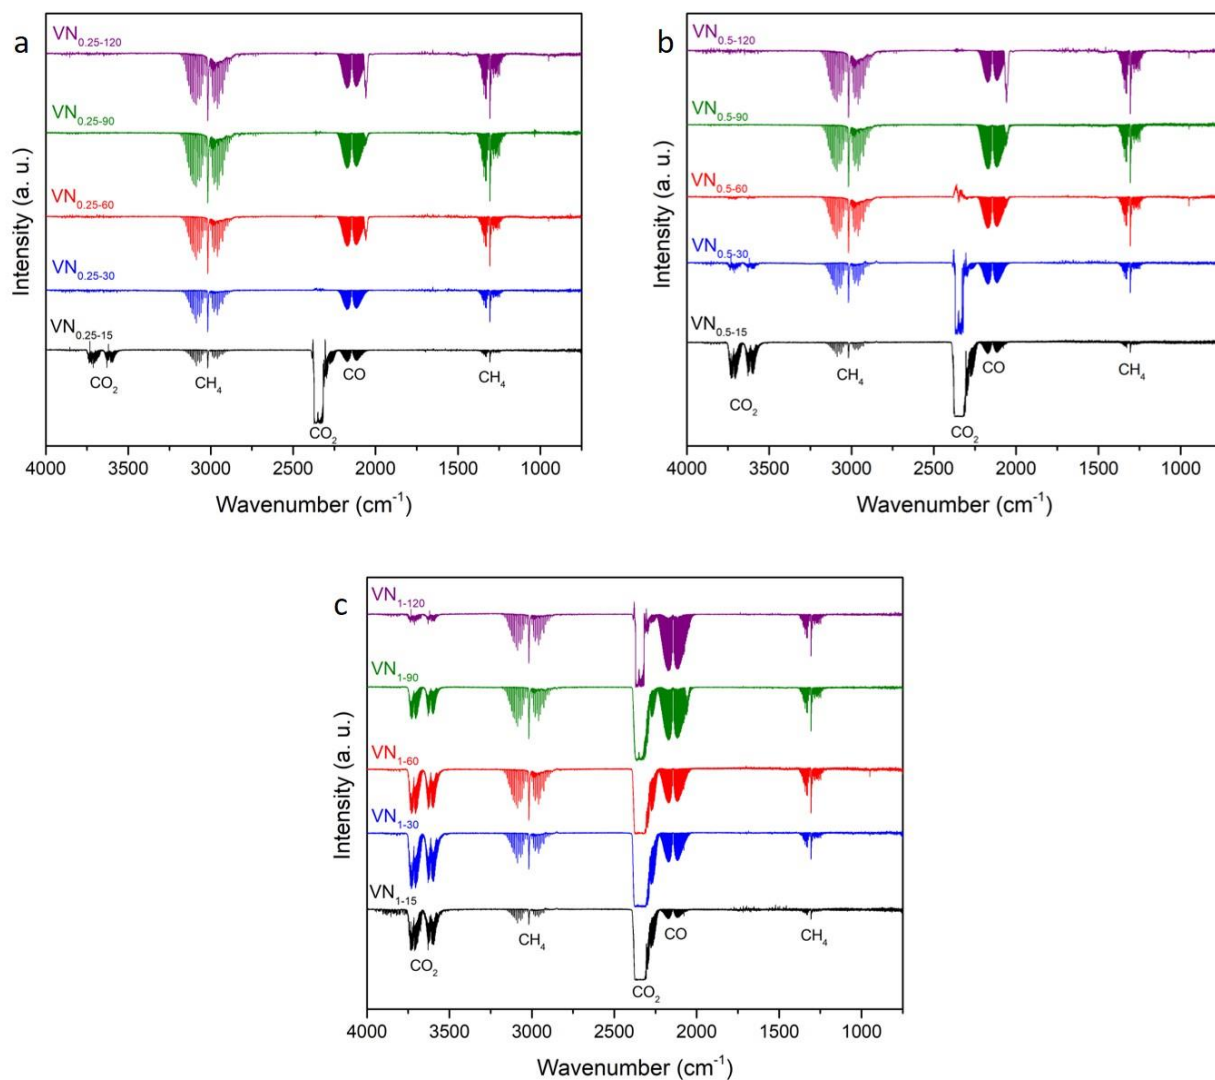 a
VN0.25-120
VN0.25-90
VN0.25-60
VN0.25-30
VN0.25-15
CO2
CH4
CO2
CO
CH4
Intensity (a. u.)
4000 3500 3000 2500 2000 1500 1000
Wavenumber (cm-1)
b
VN0.5-120
VN0.5-90
VN0.5-60
VN0.5-30
VN0.5-15
CO2
CH4
CO2
CO
CH4
Intensity (a. u.)
4000 3500 3000 2500 2000 1500 1000
Wavenumber (cm-1)
c
VN1-120
VN1-90
VN1-60
VN1-30
VN1-15
CO2
CH4
CO2
CO
CH4
Intensity (a. u.)
4000 3500 3000 2500 2000 1500 1000
Wavenumber (cm-1)